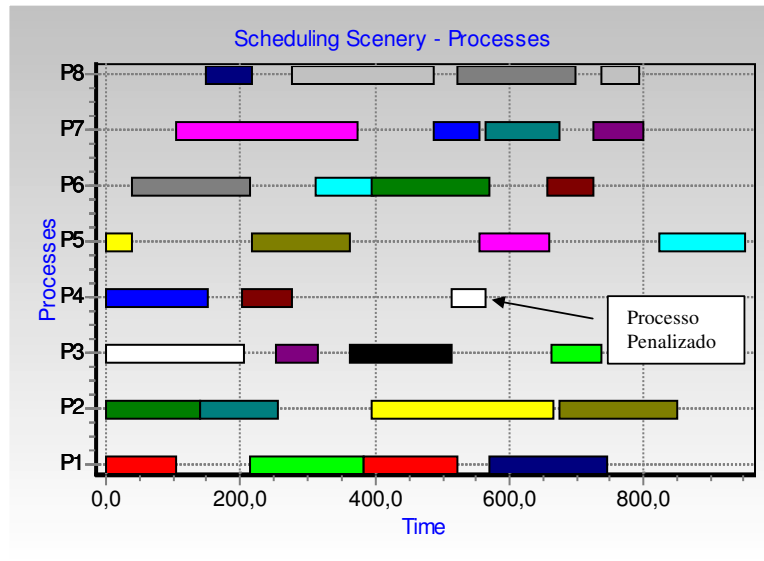 Scheduling Scenery - Processes
P8
P7
P6
P5
P4
P3
P2
P1
Processes
Processo
Penalizado
0,0
200,0
400,0
600,0
800,0
Time